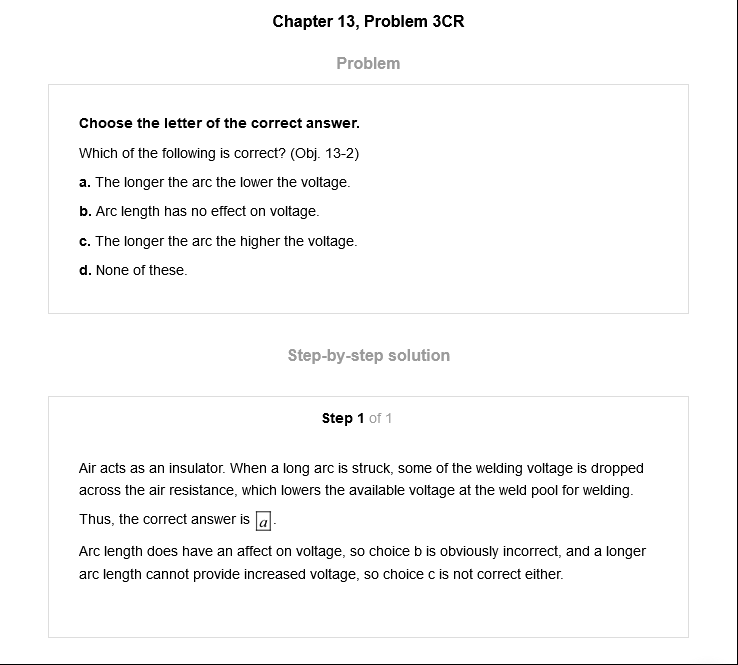 Chapter 13, Problem 3CR
Problem
Choose the letter of the correct answer.
Which of the following is correct? (Obj. 13-2)
a. The longer the arc the lower the voltage.
b. Arc length has no effect on voltage.
c. The longer the arc the higher the voltage.
d. None of these.
Step-by-step solution
Step 1 of 1
Air acts as an insulator. When a long arc is struck, some of the welding voltage is dropped
across the air resistance, which lowers the available voltage at the weld pool for welding.
Thus, the correct answer is a.
Arc length does have an affect on voltage, so choice b is obviously incorrect, and a longer
arc length cannot provide increased voltage, so choice c is not correct either.